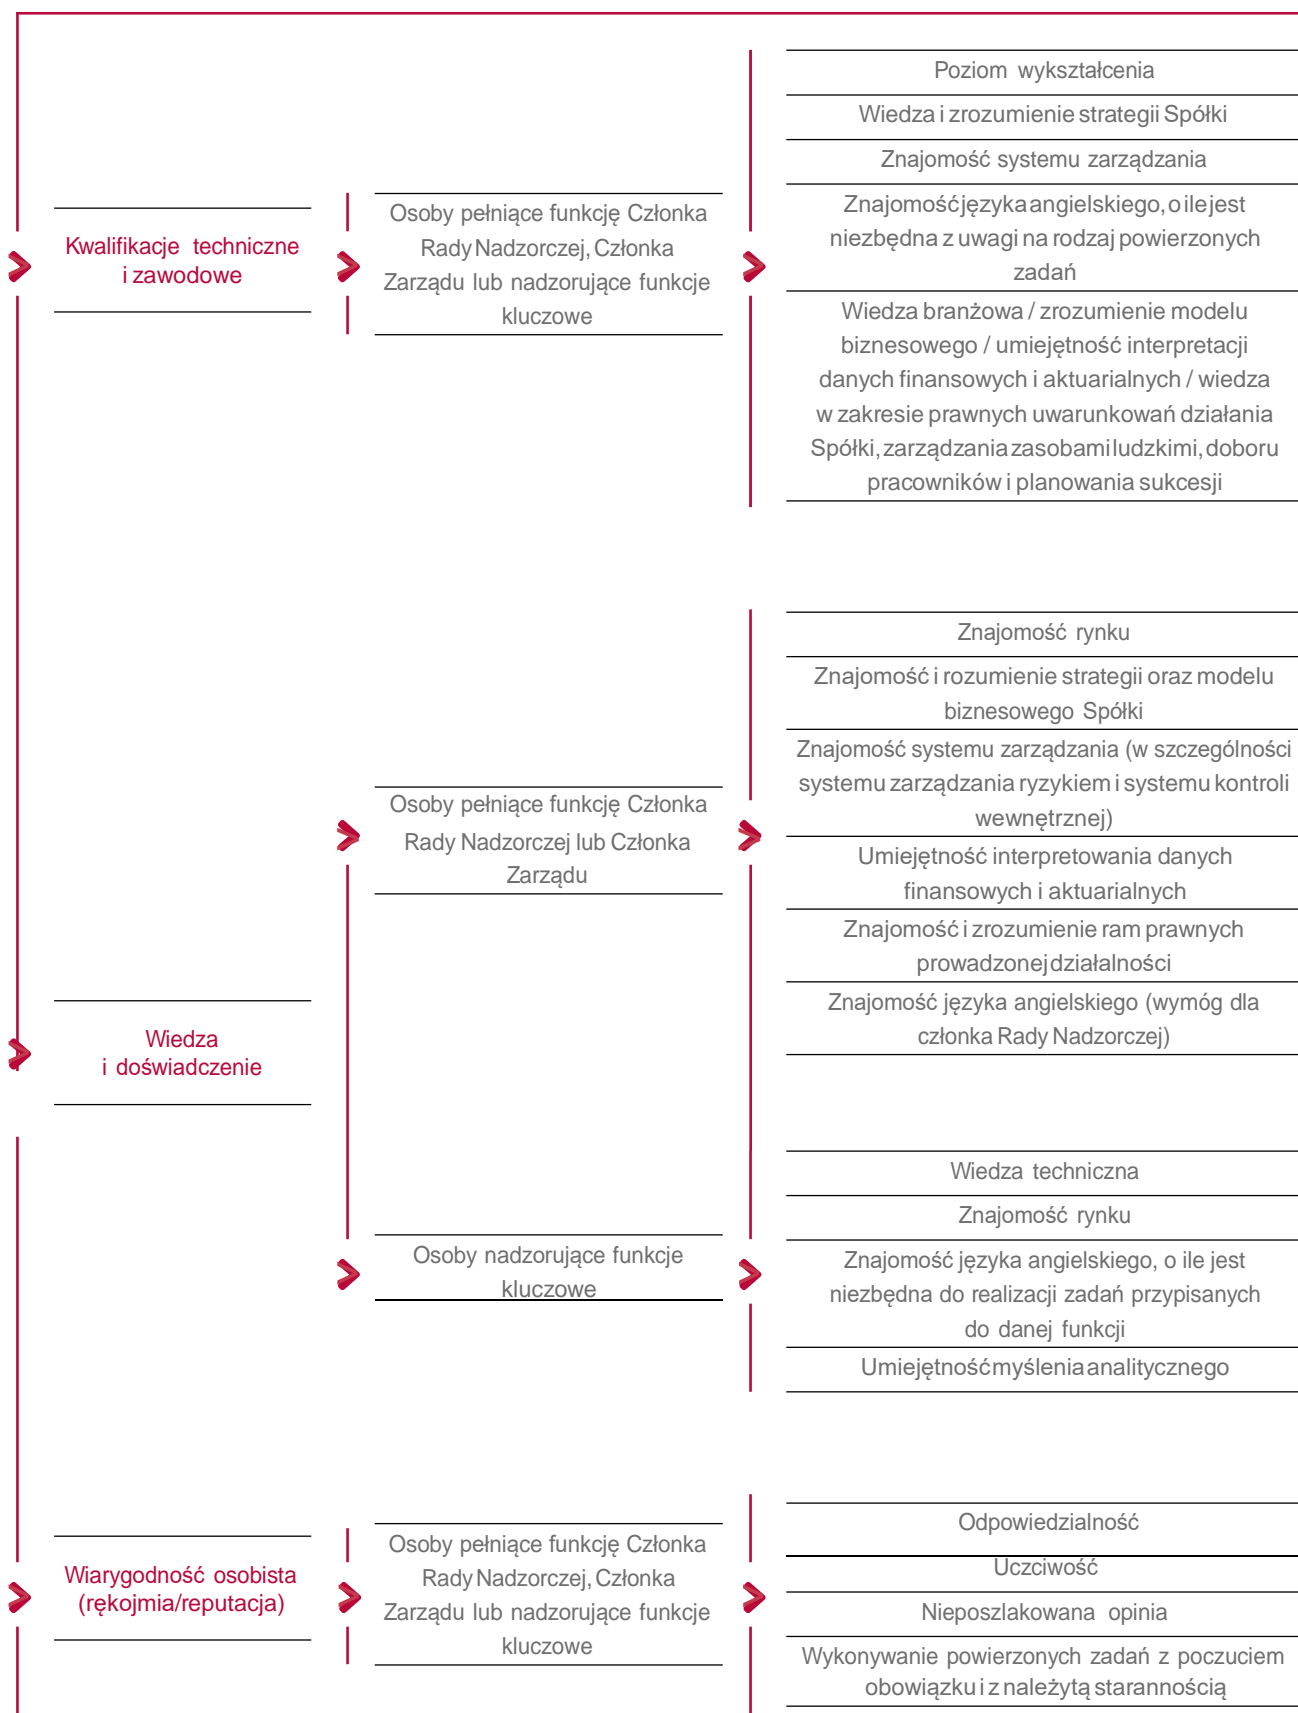 Kwalifikacje techniczne
i zawodowe
Osoby pełniące funkcję Członka
Rady Nadzorczej, Członka
Zarządu lub nadzorujące funkcje
kluczowe
Poziom wykształcenia
Wiedza i zrozumienie strategii Spółki
Znajomość systemu zarządzania
Znajomość języka angielskiego, o ile jest
niezbędna z uwagi na rodzaj powierzonych
zadań
Wiedza branżowa / zrozumienie modelu
biznesowego / umiejętność interpretacji
danych finansowych i aktuarialnych / wiedza
w zakresie prawnych uwarunkowań działania
Spółki, zarządzania zasobami ludzkimi, doboru
pracowników i planowania sukcesji
Wiedza
i doświadczenie
Osoby pełniące funkcję Członka
Rady Nadzorczej lub Członka
Zarządu
Znajomość rynku
Znajomość i rozumienie strategii oraz modelu
biznesowego Spółki
Znajomość systemu zarządzania (w szczególności
systemu zarządzania ryzykiem i systemu kontroli
wewnętrznej)
Umiejętność interpretowania danych
finansowych i aktuarialnych
Znajomość i zrozumienie ram prawnych
prowadzonej działalności
Znajomość języka angielskiego (wymóg dla
członka Rady Nadzorczej)
Osoby nadzorujące funkcje
kluczowe
Wiedza techniczna
Znajomość rynku
Znajomość języka angielskiego, o ile jest
niezbędna do realizacji zadań przypisanych
do danej funkcji
Umiejętność myślenia analitycznego
Wiarygodność osobista
(rękojmia/reputacja)
Osoby pełniące funkcję Członka
Rady Nadzorczej, Członka
Zarządu lub nadzorujące funkcje
kluczowe
Odpowiedzialność
Uczciwość
Nieposzlakowana opinia
Wykonywanie powierzonych zadań z poczuciem
obowiązku i z należytą starannością